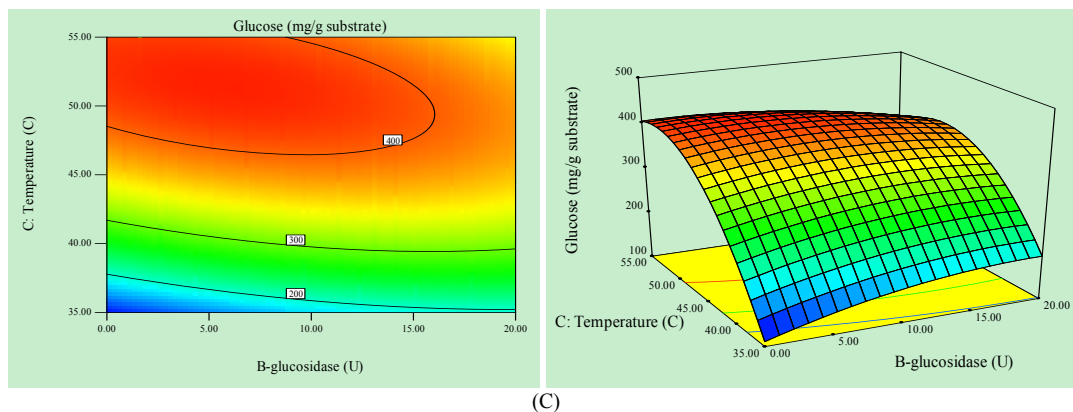 Glucose (mg/g substrate)
55.00
50.00
45.00
40.00
35.00
C: Temperature (C)
400
300
200
0.00 5.00 10.00 15.00 20.00
B-glucosidase (U)
500
400
300
200
100
Glucose (mg/g substrate)
55.00
50.00
45.00
40.00
35.00
C: Temperature (C)
0.00
5.00
10.00
15.00
20.00
B-glucosidase (U)
(C)